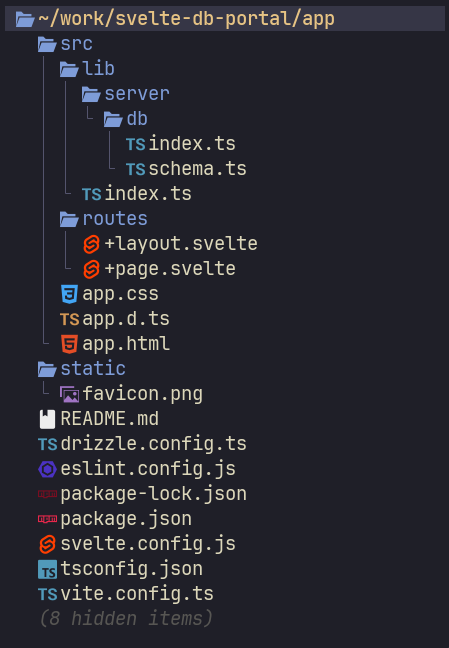 ~/work/svelte-db-portal/app
src
lib
server
db
TS index.ts
TS schema.ts
TS index.ts
routes
+layout.svelte
+page.svelte
app.css
TS app.d.ts
app.html
static
favicon.png
README.md
TS drizzle.config.ts
eslint.config.js
package-lock.json
package.json
svelte.config.js
TS tsconfig.json
TS vite.config.ts
(8 hidden items)